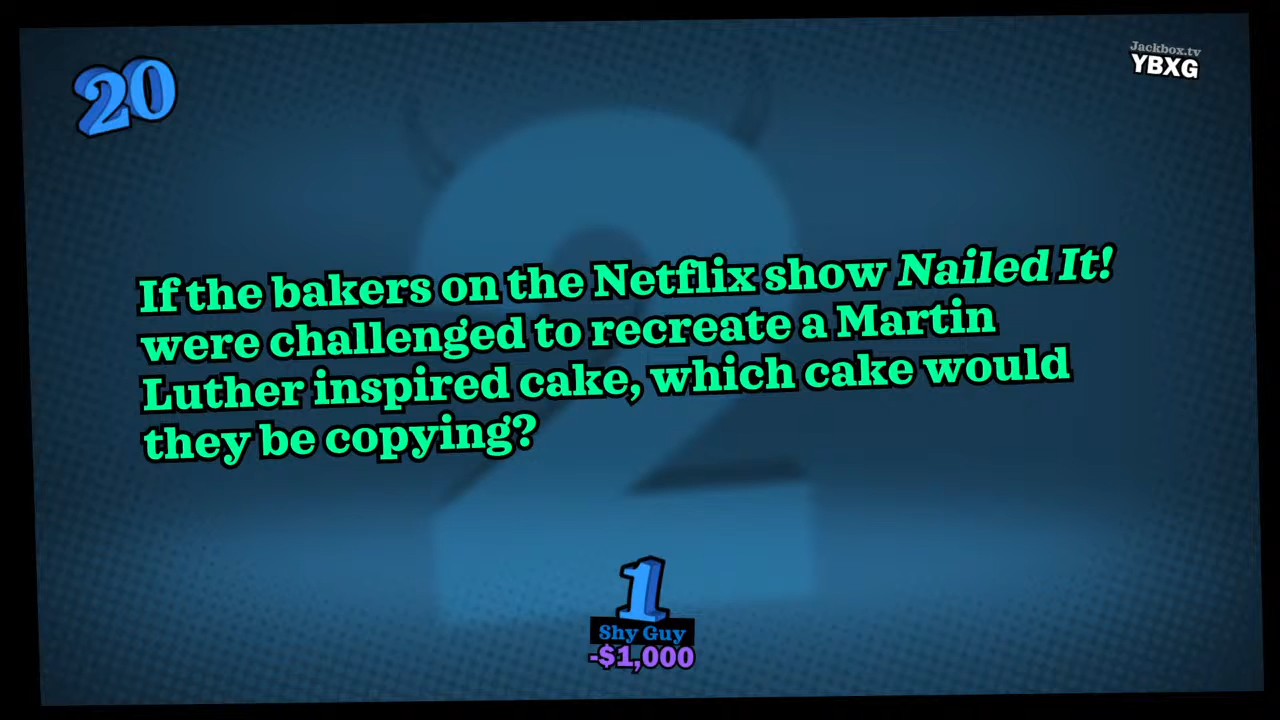 20
Jackbox.tv
YBXG
If the bakers on the Netflix show Nailed It!
were challenged to recreate a Martin
Luther inspired cake, which cake would
they be copying?
2
1
Shy Guy
-$1,000